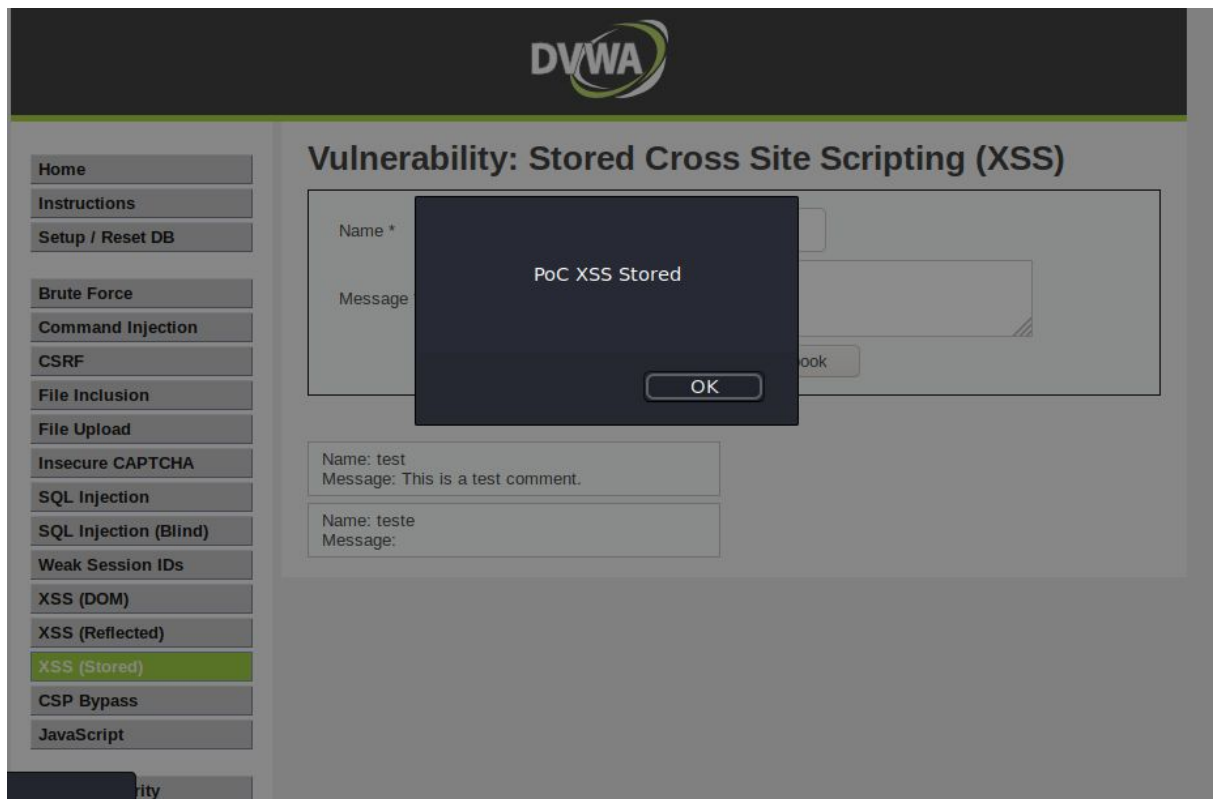 DVWA
Home
Instructions
Setup / Reset DB
Brute Force
Command Injection
CSRF
File Inclusion
File Upload
Insecure CAPTCHA
SQL Injection
SQL Injection (Blind)
Weak Session IDs
XSS (DOM)
XSS (Reflected)
XSS (Stored)
CSP Bypass
JavaScript
Vulnerability: Stored Cross Site Scripting (XSS)
Name *
Message
PoC XSS Stored
OK
Name: test
Message: This is a test comment.
Name: teste
Message: